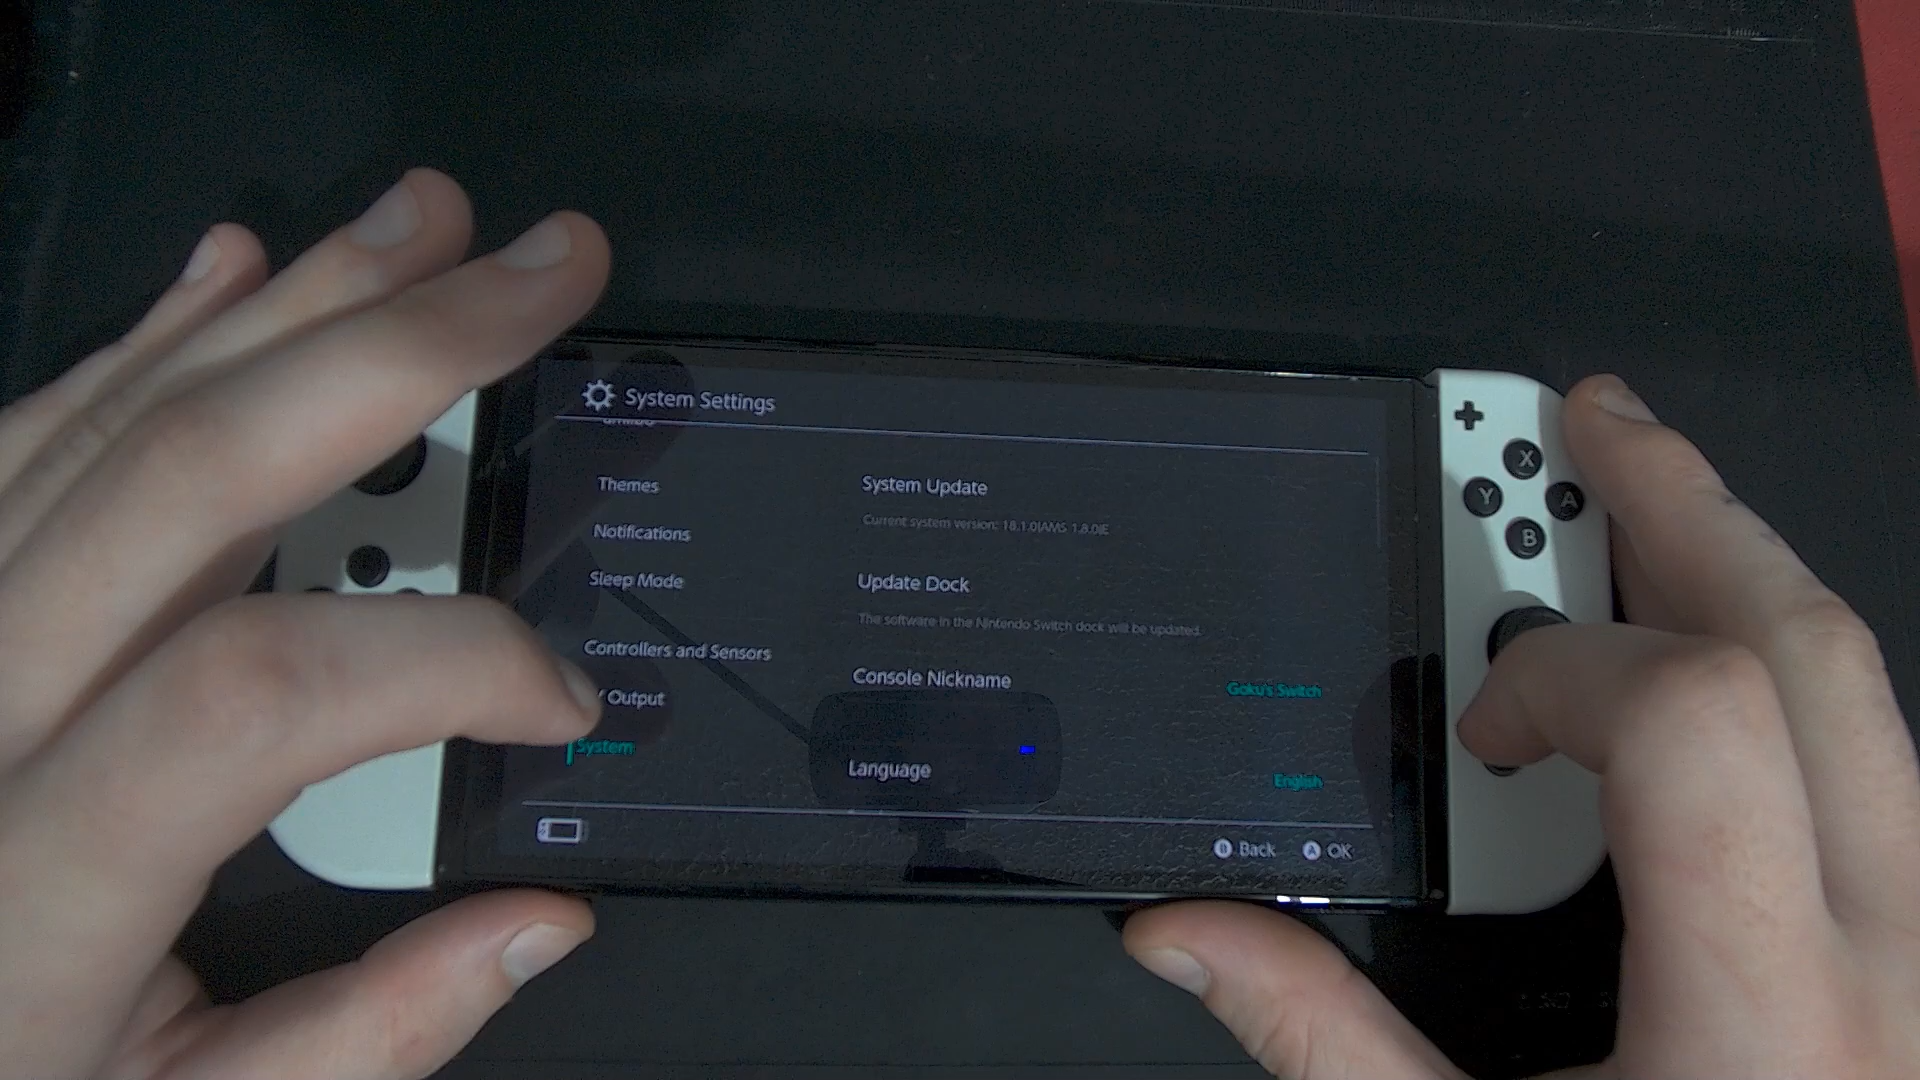 System Settings
amiibo
Themes
Notifications
Sleep Mode
Controllers and Sensors
Output
System
System Update
Current system version: 18.1.0|AMS 1.8.0|E
Update Dock
The software in the Nintendo Switch dock will be updated.
Console Nickname
Goku's Switch
Language
English
B Back
A OK
X
Y
A
B